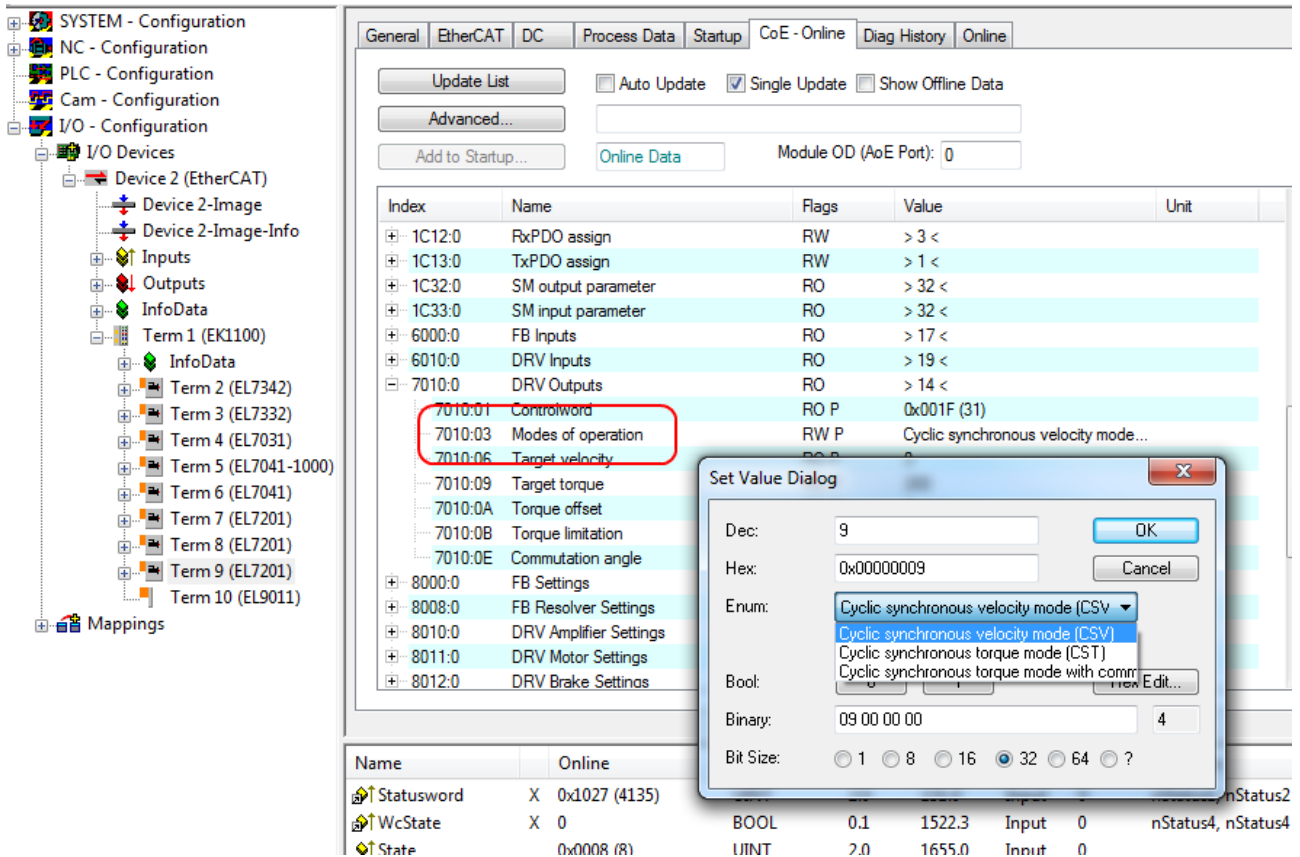 SYSTEM - Configuration
NC - Configuration
PLC - Configuration
Cam - Configuration
I/O - Configuration
I/O Devices
Device 2 (EtherCAT)
Device 2-Image
Device 2-Image-Info
Inputs
Outputs
InfoData
Term 1 (EK1100)
InfoData
Term 2 (EL7342)
Term 3 (EL7332)
Term 4 (EL7031)
Term 5 (EL7041-1000)
Term 6 (EL7041)
Term 7 (EL7201)
Term 8 (EL7201)
Term 9 (EL7201)
Term 10 (EL9011)
Mappings
General EtherCAT DC Process Data Startup CoE - Online Diag History Online
Update List Auto Update Single Update Show Offline Data
Advanced...
Add to Startup... Online Data Module OD (AoE Port): 0
Index Name Flags Value Unit
1C12:0 RxPDO assign RW > 3 <
1C13:0 TxPDO assign RW > 1 <
1C32:0 SM output parameter RO > 32 <
1C33:0 SM input parameter RO > 32 <
6000:0 FB Inputs RO > 17 <
6010:0 DRV Inputs RO > 19 <
7010:0 DRV Outputs RO > 14 <
7010:01 Controlword RO P 0x001F (31)
7010:03 Modes of operation RW P Cyclic synchronous velocity mode...
7010:06 Target velocity RO P 0
7010:09 Target torque
7010:0A Torque offset
7010:0B Torque limitation
7010:0E Commutation angle
8000:0 FB Settings
8008:0 FB Resolver Settings
8010:0 DRV Amplifier Settings
8011:0 DRV Motor Settings
8012:0 DRV Brake Settings
Set Value Dialog
Dec: 9 OK
Hex: 0x00000009 Cancel
Enum: Cyclic synchronous velocity mode (CSV
Cyclic synchronous velocity mode (CSV)
Cyclic synchronous torque mode (CST)
Cyclic synchronous torque mode with comm
Bool: Hex Edit...
Binary: 09 00 00 00 4
Bit Size: 1 8 16 32 64 ?
Name Online
Statusword X 0x1027 (4135) nStatus2
WcState X 0 BOOL 0.1 1522.3 Input 0 nStatus4, nStatus4
State 0x0008 (8) UINT 2.0 1655.0 Input 0